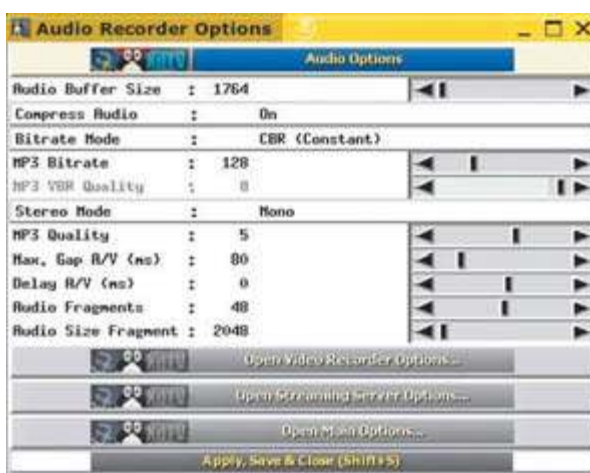 Audio Recorder Options
Audio Options
Audio Buffer Size : 1764
Compress Audio : On
Bitrate Mode : CBR (Constant)
MP3 Bitrate : 128
MP3 VBR Quality : 0
Stereo Mode : Mono
MP3 Quality : 5
Max. Gap A/V (ms) : 80
Delay A/V (ms) : 0
Audio Fragments : 48
Audio Size Fragment : 2048
Open Video Recorder Options...
Open Streaming Server Options...
Open Main Options...
Apply, Save & Close (Shift+S)